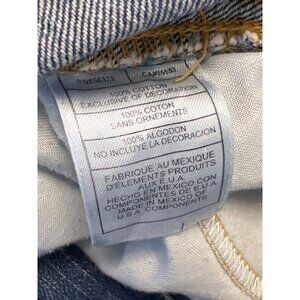 100% COTTON
EXCLUSIVE OF DECORATION
100% COTON
SANS ORNEMENTS
100% ALGODON
NO INCLUYE LA DECORACION
FABRIQUE AU MEXIQUE
D'ELEMENTS PRODUITS
AUX E.U.A.
HECHO EN MEXICO CON
COMPONENTES DE E.U.A.
MADE IN MEXICO OF
U.S.A COMPONENTS